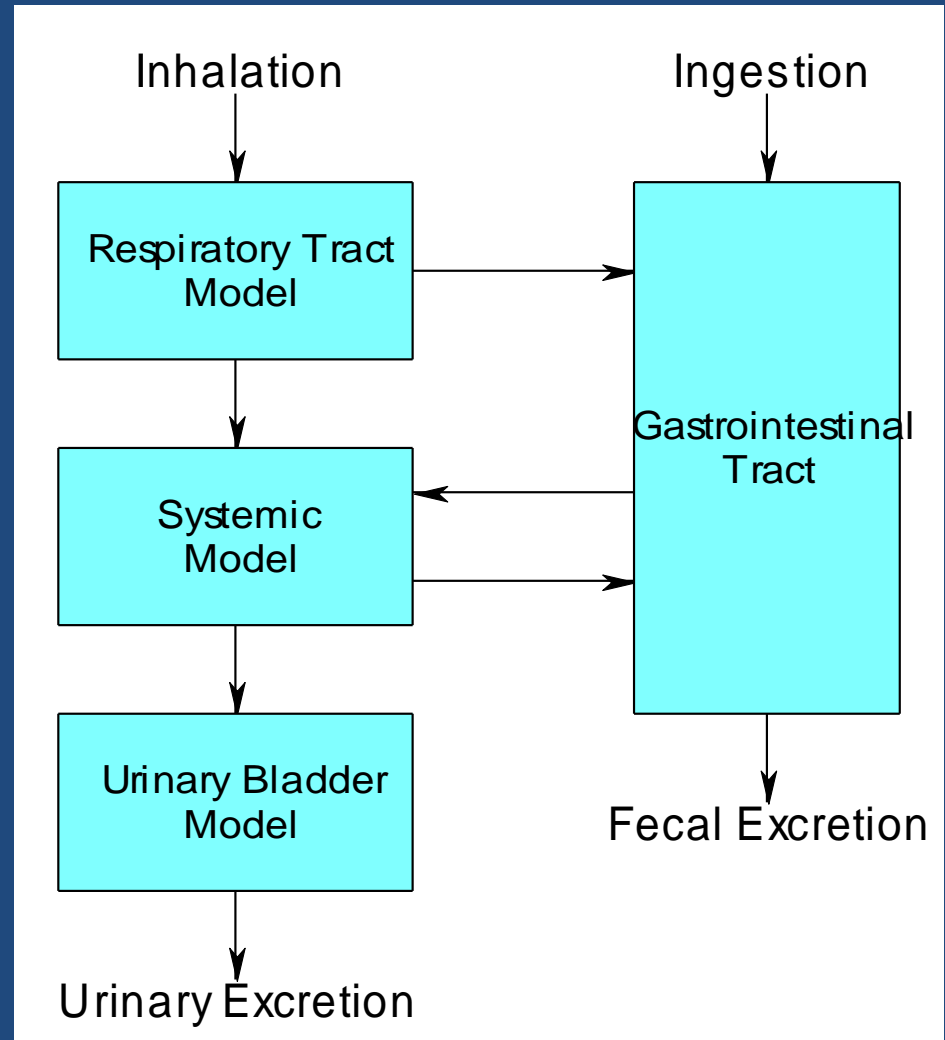 Inhalation
Ingestion
Respiratory Tract
Model
Gastrointestinal
Tract
Systemic
Model
Urinary Bladder
Model
Fecal Excretion
Urinary Excretion